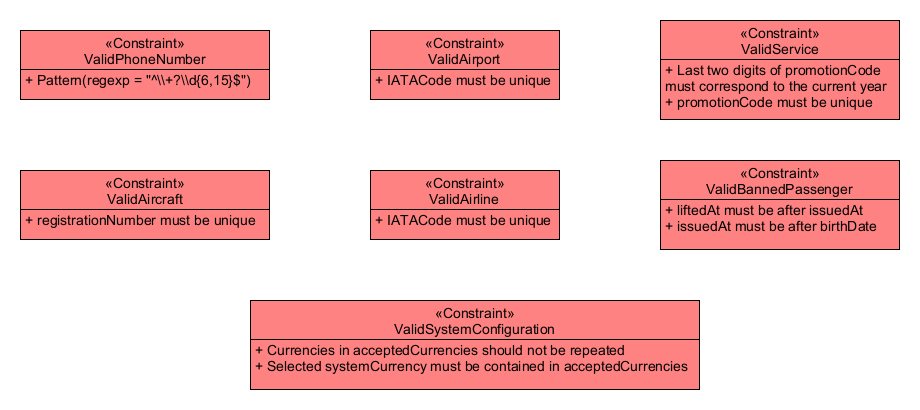 «Constraint»
ValidPhoneNumber
+ Pattern(regexp = "^\\+?\\d{6,15}$")
«Constraint»
ValidAirport
+ IATACode must be unique
«Constraint»
ValidService
+ Last two digits of promotionCode
must correspond to the current year
+ promotionCode must be unique
«Constraint»
ValidAircraft
+ registrationNumber must be unique
«Constraint»
ValidAirline
+ IATACode must be unique
«Constraint»
ValidBannedPassenger
+ liftedAt must be after issuedAt
+ issuedAt must be after birthDate
«Constraint»
ValidSystemConfiguration
+ Currencies in acceptedCurrencies should not be repeated
+ Selected systemCurrency must be contained in acceptedCurrencies